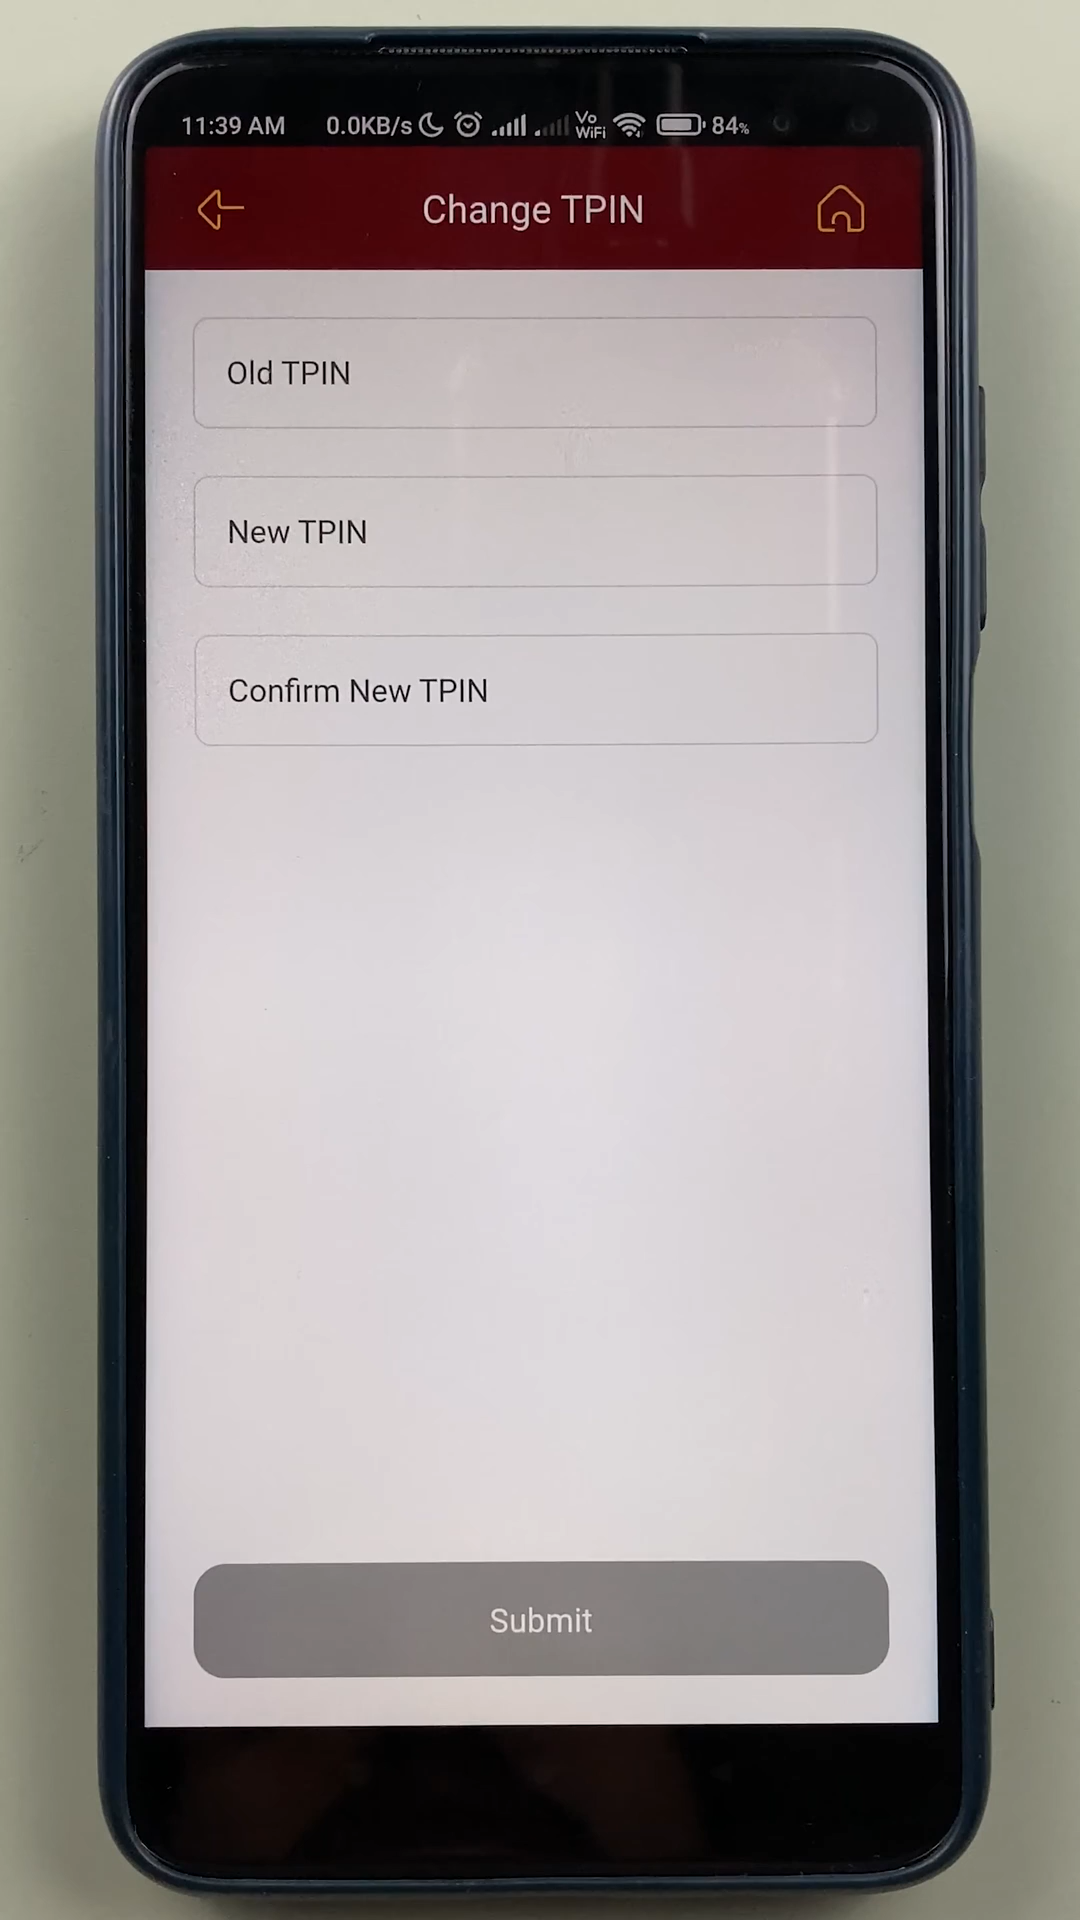 11:39 AM 0.0KB/s Vo WiFi 84%
Change TPIN
Old TPIN
New TPIN
Confirm New TPIN
Submit